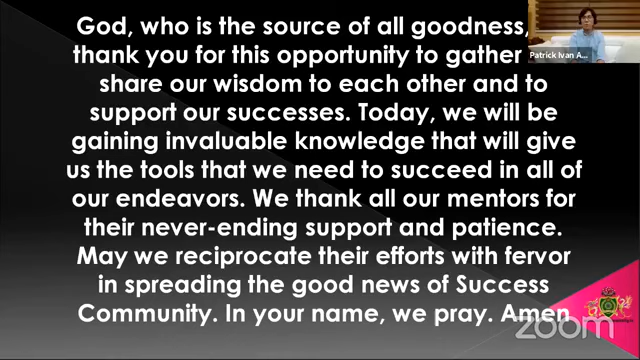 God, who is the source of all goodness,
thank you for this opportunity to gather
share our wisdom to each other and to
support our successes. Today, we will be
gaining invaluable knowledge that will give
us the tools that we need to succeed in all of
our endeavors. We thank all our mentors for
their never-ending support and patience.
May we reciprocate their efforts with fervor
in spreading the good news of Success
Community. In your name, we pray. Amen
Patrick Ivan A...
zoom